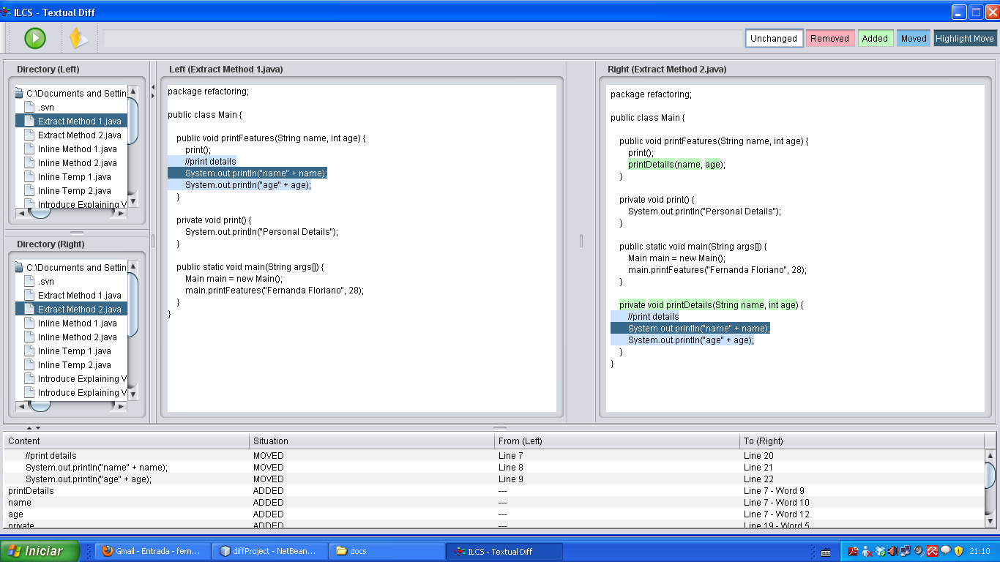 ILCS - Textual Diff
Unchanged Removed Added Moved Highlight Move
Directory (Left)
C:\Documents and Settin
.svn
Extract Method 1.java
Extract Method 2.java
Inline Method 1.java
Inline Method 2.java
Inline Temp 1.java
Inline Temp 2.java
Introduce Explaining V
Directory (Right)
C:\Documents and Settin
.svn
Extract Method 1.java
Extract Method 2.java
Inline Method 1.java
Inline Method 2.java
Inline Temp 1.java
Inline Temp 2.java
Introduce Explaining V
Introduce Explaining V
Left (Extract Method 1.java)
package refactoring;
public class Main {
public void printFeatures(String name, int age) {
print();
//print details
System.out.println("name" + name);
System.out.println("age" + age);
}
private void print() {
System.out.println("Personal Details");
}
public static void main(String args[]) {
Main main = new Main();
main.printFeatures("Fernanda Floriano", 28);
}
}
Right (Extract Method 2.java)
package refactoring;
public class Main {
public void printFeatures(String name, int age) {
print();
printDetails(name, age);
}
private void print() {
System.out.println("Personal Details");
}
public static void main(String args[]) {
Main main = new Main();
main.printFeatures("Fernanda Floriano", 28);
}
private void printDetails(String name, int age) {
//print details
System.out.println("name" + name);
System.out.println("age" + age);
}
}
Content Situation From (Left) To (Right)
//print details MOVED Line 7 Line 20
System.out.println("name" + name); MOVED Line 8 Line 21
System.out.println("age" + age); MOVED Line 9 Line 22
printDetails ADDED --- Line 7 - Word 9
name ADDED --- Line 7 - Word 10
age ADDED --- Line 7 - Word 12
private ADDED --- Line 19 - Word 5
Iniciar Gmail - Entrada - fern... diffProject - NetBean... docs ILCS - Textual Diff 21:10